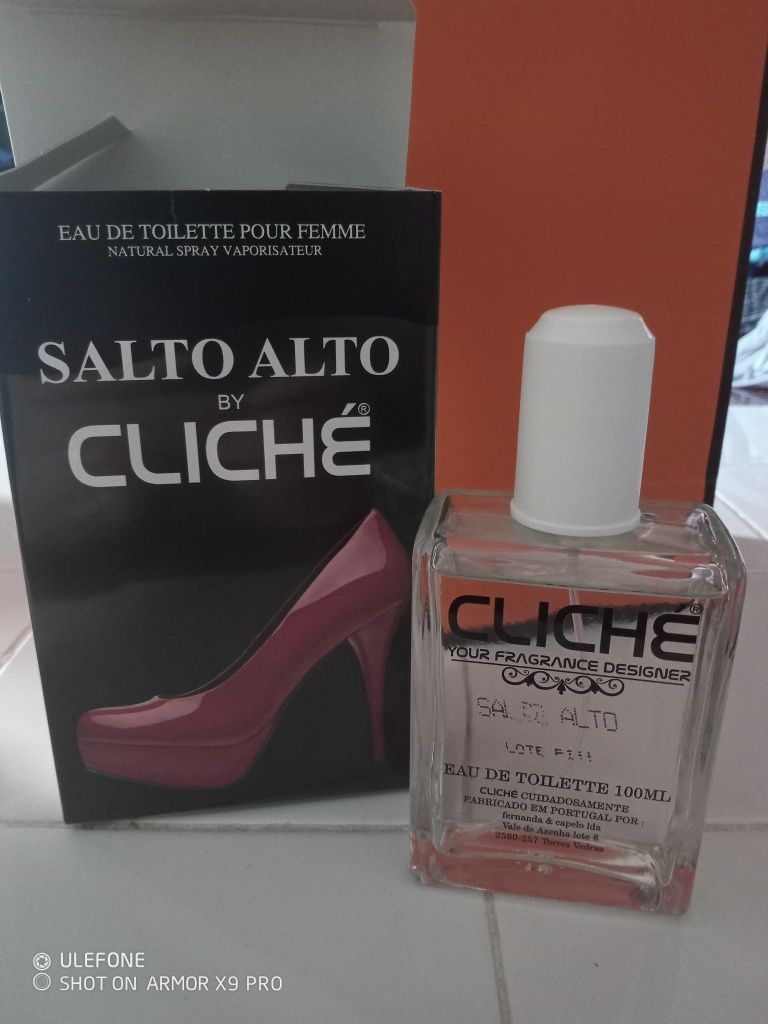 EAU DE TOILETTE POUR FEMME
NATURAL SPRAY VAPORISATEUR
SALTO ALTO
BY
CLICHÉ®
CLICHÉ®
YOUR FRAGRANCE DESIGNER
SALTO ALTO
LOTE
EAU DE TOILETTE 100ML
CLICHÉ CUIDADOSAMENTE
FABRICADO EM PORTUGAL POR :
fernanda & capelo lda
Vale de Azenha lote 8
2560-257 Torres Vedras
ULEFONE
SHOT ON ARMOR X9 PRO